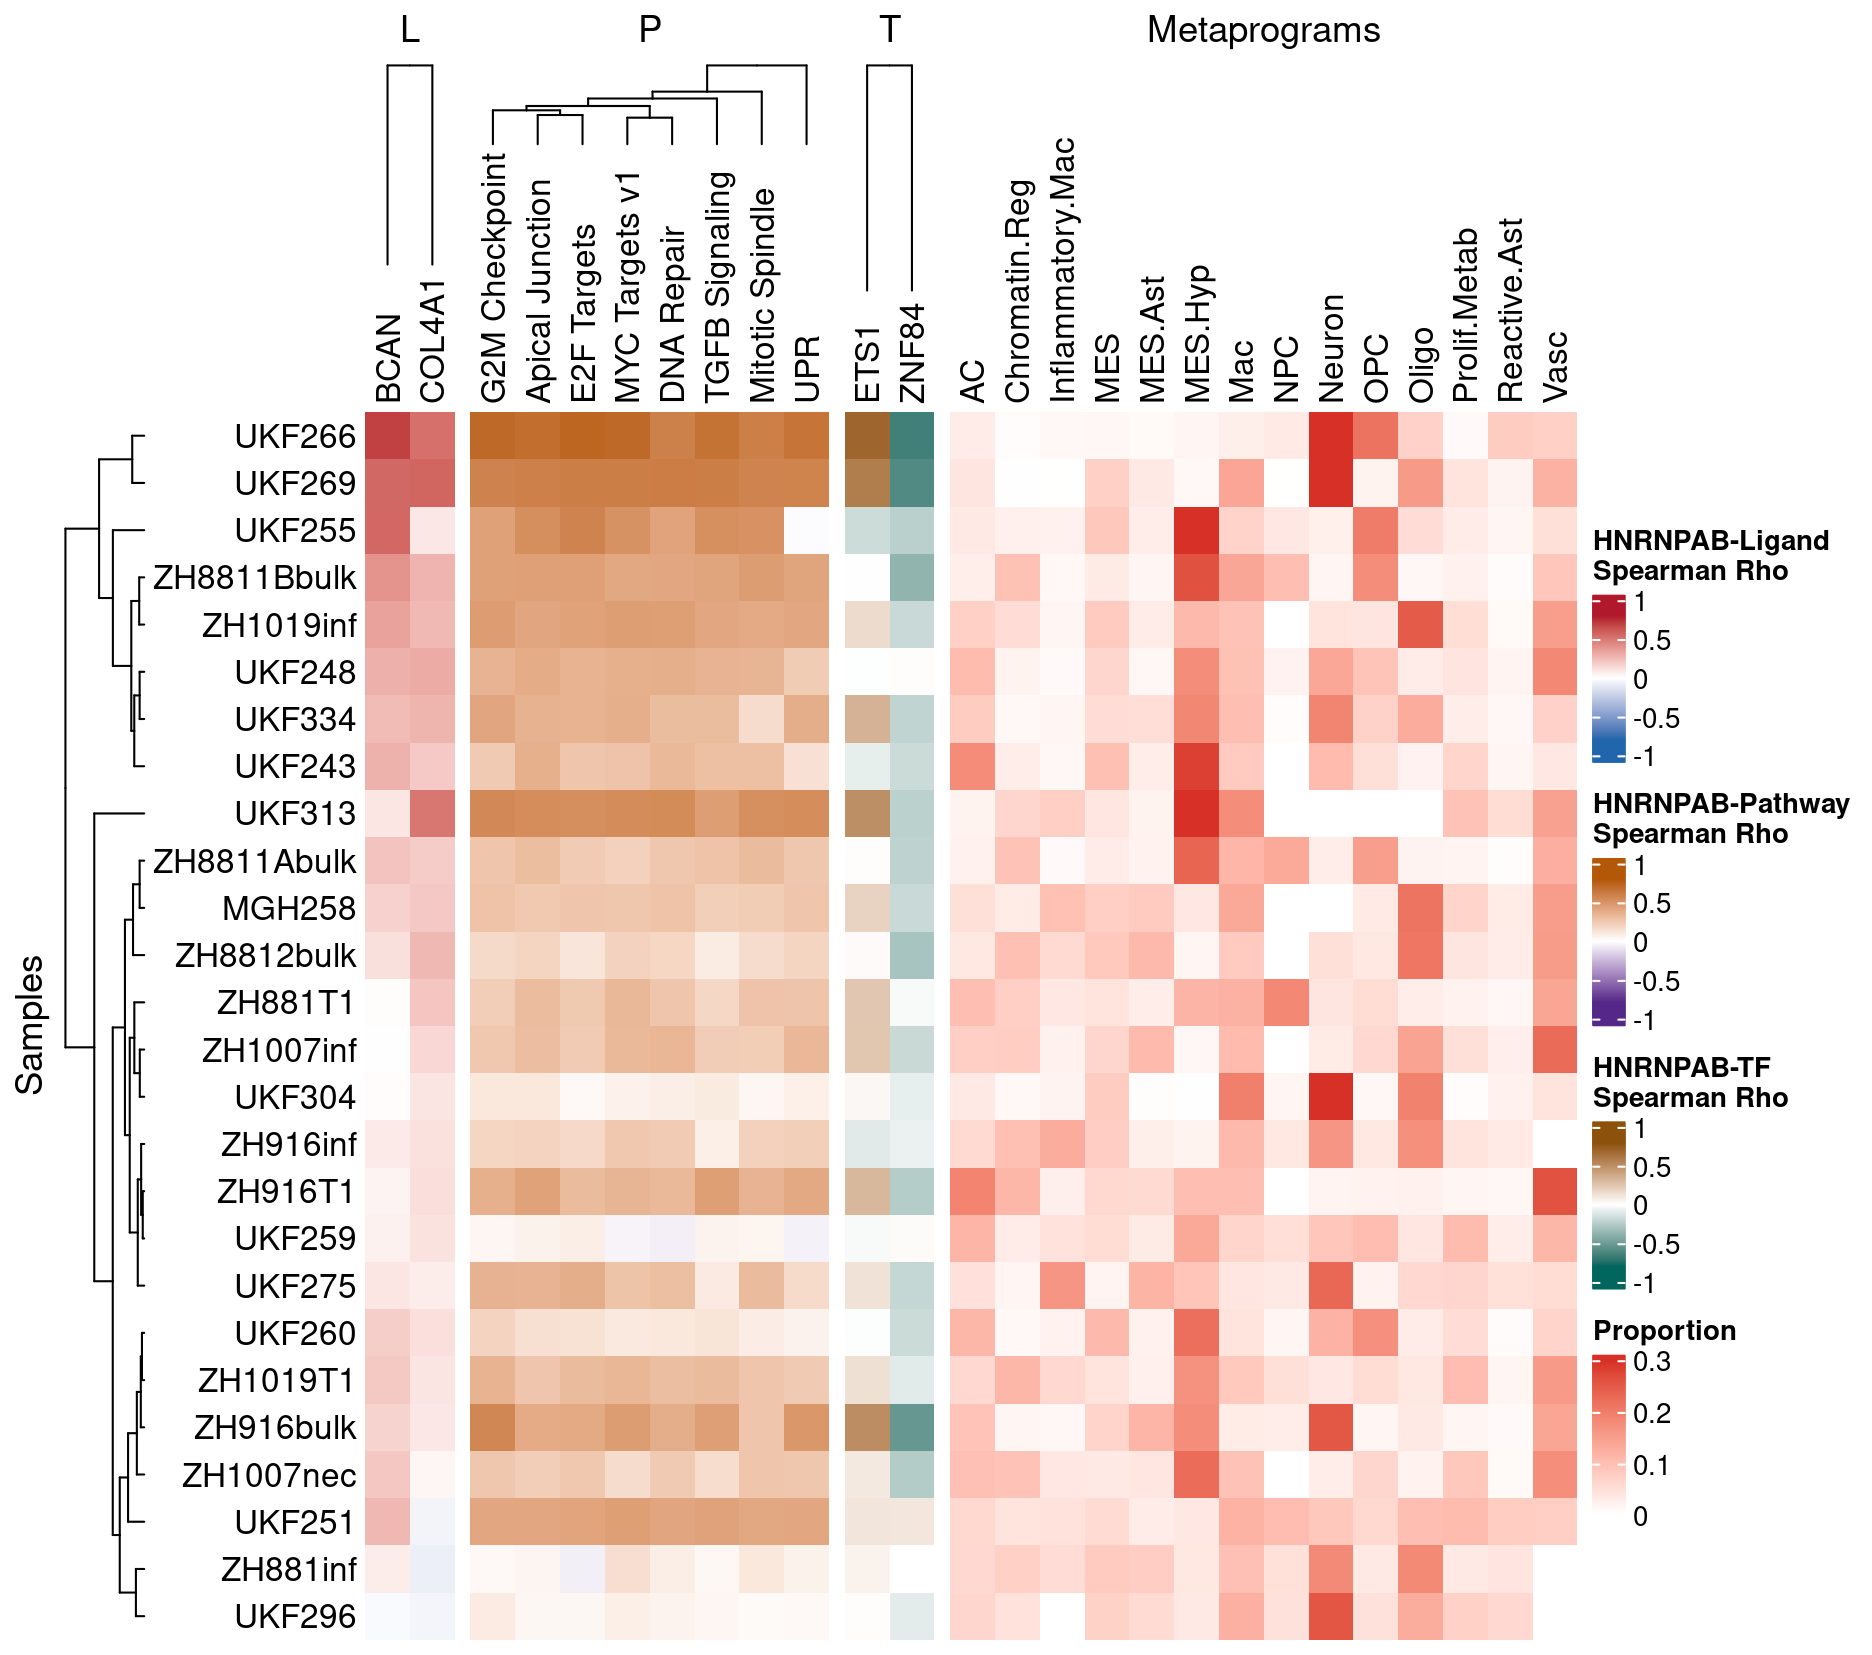 L
P
T
Metaprograms
BCAN
COL4A1
G2M Checkpoint
Apical Junction
E2F Targets
MYC Targets v1
DNA Repair
TGFB Signaling
Mitotic Spindle
UPR
ETS1
ZNF84
AC
Chromatin.Reg
Inflammatory.Mac
MES
MES.Ast
MES.Hyp
Mac
NPC
Neuron
OPC
Oligo
Prolif.Metab
Reactive.Ast
Vasc
Samples
UKF266
UKF269
UKF255
ZH8811Bbulk
ZH1019inf
UKF248
UKF334
UKF243
UKF313
ZH8811Abulk
MGH258
ZH8812bulk
ZH881T1
ZH1007inf
UKF304
ZH916inf
ZH916T1
UKF259
UKF275
UKF260
ZH1019T1
ZH916bulk
ZH1007nec
UKF251
ZH881inf
UKF296
HNRNPAB-Ligand
Spearman Rho
1
0.5
0
-0.5
-1
HNRNPAB-Pathway
Spearman Rho
1
0.5
0
-0.5
-1
HNRNPAB-TF
Spearman Rho
1
0.5
0
-0.5
-1
Proportion
0.3
0.2
0.1
0